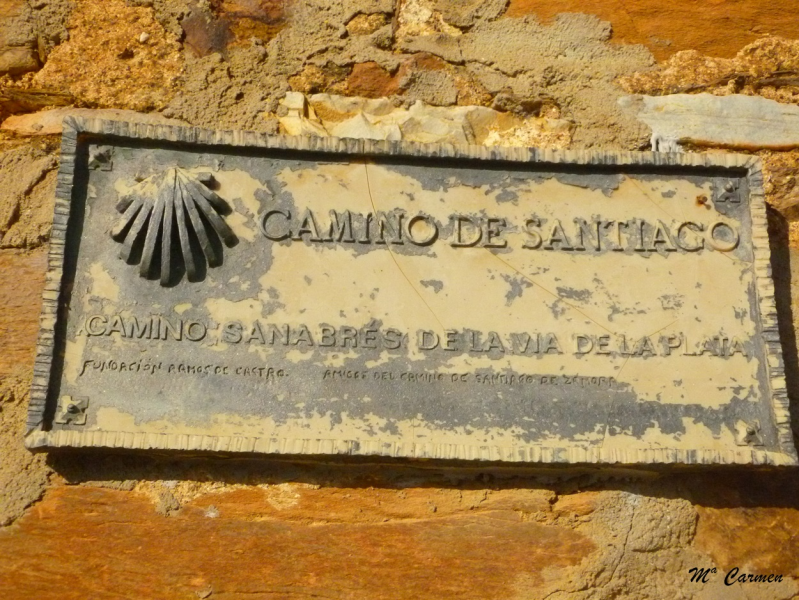 CAMINO DE SANTIAGO
CAMINO SANABRÉS DE LA VIA DE LA PLATA
FUNDACIÓN RAMOS DE CASTRO. AMIGOS DEL CAMINO DE SANTIAGO DE ZAMORA
Mª Carmen